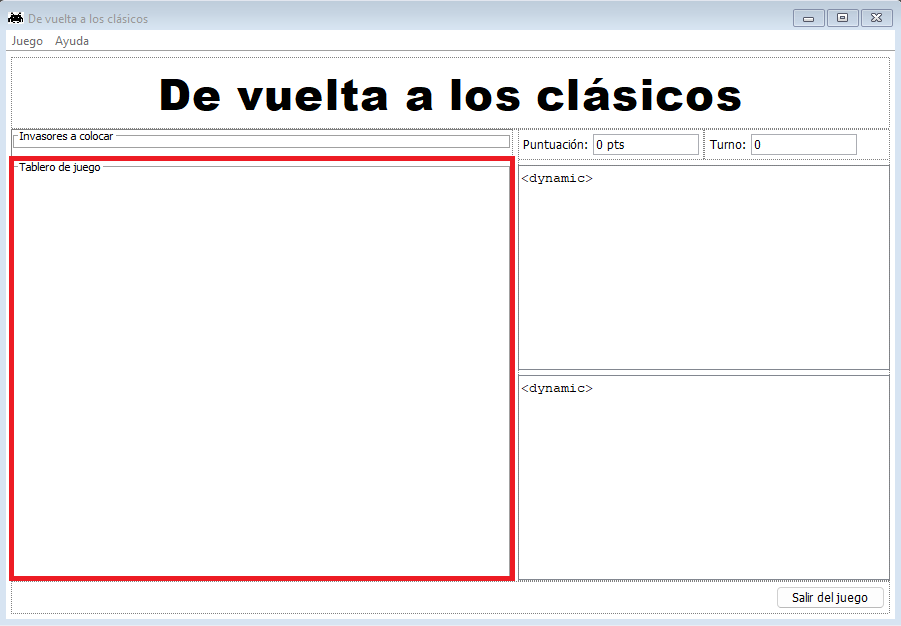 De vuelta a los clásicos
Juego Ayuda
De vuelta a los clásicos
Invasores a colocar
Puntuación: 0 pts Turno: 0
Tablero de juego
<dynamic>
<dynamic>
Salir del juego